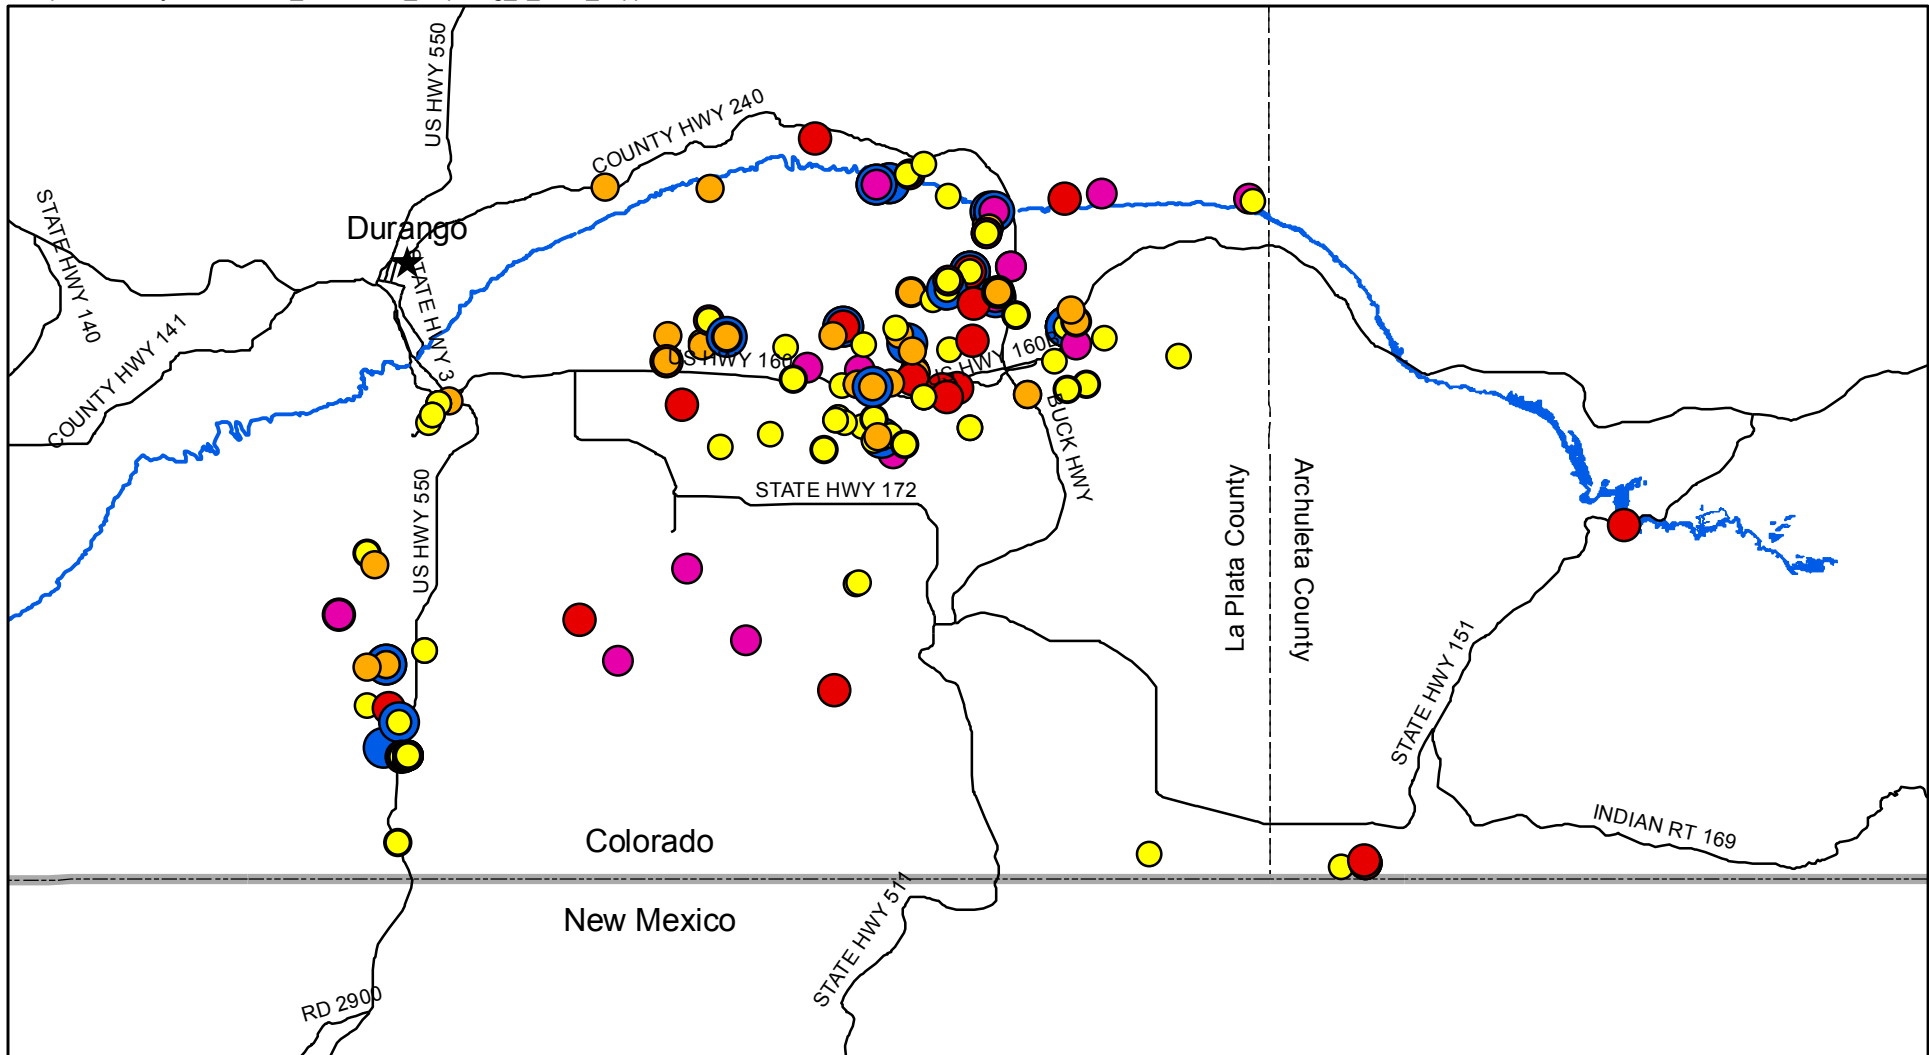 US HWY 550
COUNTY HWY 240
STATE HWY 140
Durango
STATE HWY 3
COUNTY HWY 141
US HWY 160
US HWY 160B
BUCK HWY
US HWY 550
STATE HWY 172
La Plata County
Archuleta County
STATE HWY 151
Colorado
INDIAN RT 169
New Mexico
STATE HWY 511
RD 2900